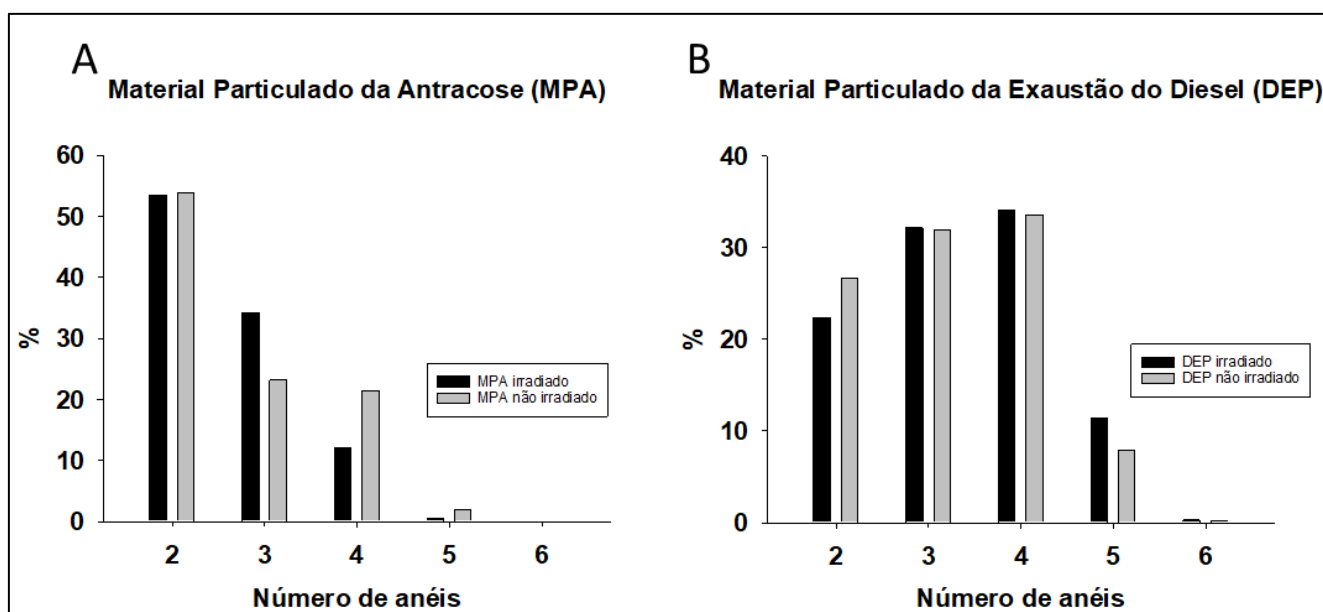 A
Material Particulado da Antracose (MPA)
60
50
40
30
20
10
0
%
2 3 4 5 6
Número de anéis
MPA irradiado
MPA não irradiado
B
Material Particulado da Exaustão do Diesel (DEP)
40
30
20
10
0
%
2 3 4 5 6
Número de anéis
DEP irradiado
DEP não irradiado